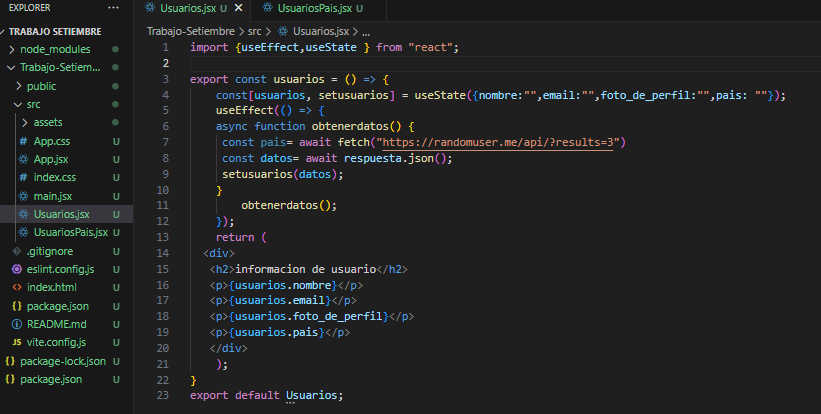 EXPLORER
TRABAJO SETIEMBRE
node_modules
Trabajo-Setiem...
public
src
assets
App.css U
App.jsx U
index.css U
main.jsx U
Usuarios.jsx U
UsuariosPais.jsx U
.gitignore U
eslint.config.js U
index.html U
package.json U
README.md U
vite.config.js U
package-lock.json U
package.json U
Usuarios.jsx U
UsuariosPais.jsx U
Trabajo-Setiembre > src > Usuarios.jsx > ...
1 import {useEffect,useState } from "react";
2
3 export const usuarios = () => {
4 const[usuarios, setusuarios] = useState({nombre:"",email:"",foto_de_perfil:"",pais: ""});
5 useEffect(() => {
6 async function obtenerdatos() {
7 const pais= await fetch("https://randomuser.me/api/?results=3")
8 const datos= await respuesta.json();
9 setusuarios(datos);
10 }
11 obtenerdatos();
12 });
13 return (
14 <div>
15 <h2>informacion de usuario</h2>
16 <p>{usuarios.nombre}</p>
17 <p>{usuarios.email}</p>
18 <p>{usuarios.foto_de_perfil}</p>
19 <p>{usuarios.pais}</p>
20 </div>
21 );
22 }
23 export default Usuarios;